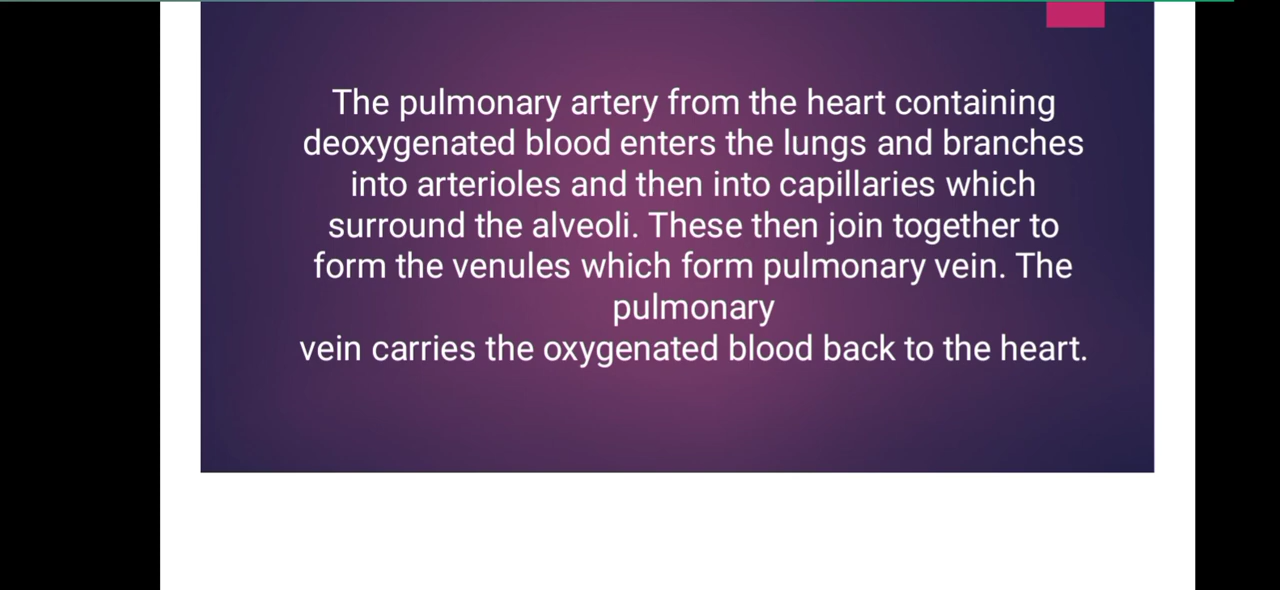 The pulmonary artery from the heart containing
deoxygenated blood enters the lungs and branches
into arterioles and then into capillaries which
surround the alveoli. These then join together to
form the venules which form pulmonary vein. The
pulmonary
vein carries the oxygenated blood back to the heart.